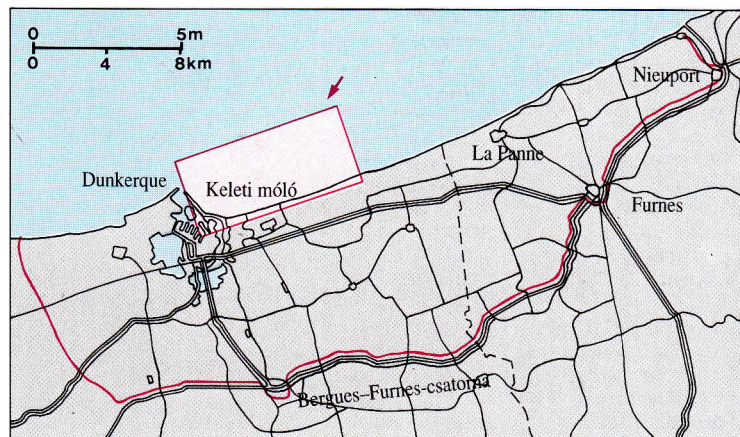 0 5m
0 4 8km
Nieuport
La Panne
Dunkerque
Keleti móló
Furnes
Bergues–Furnes-csatorna